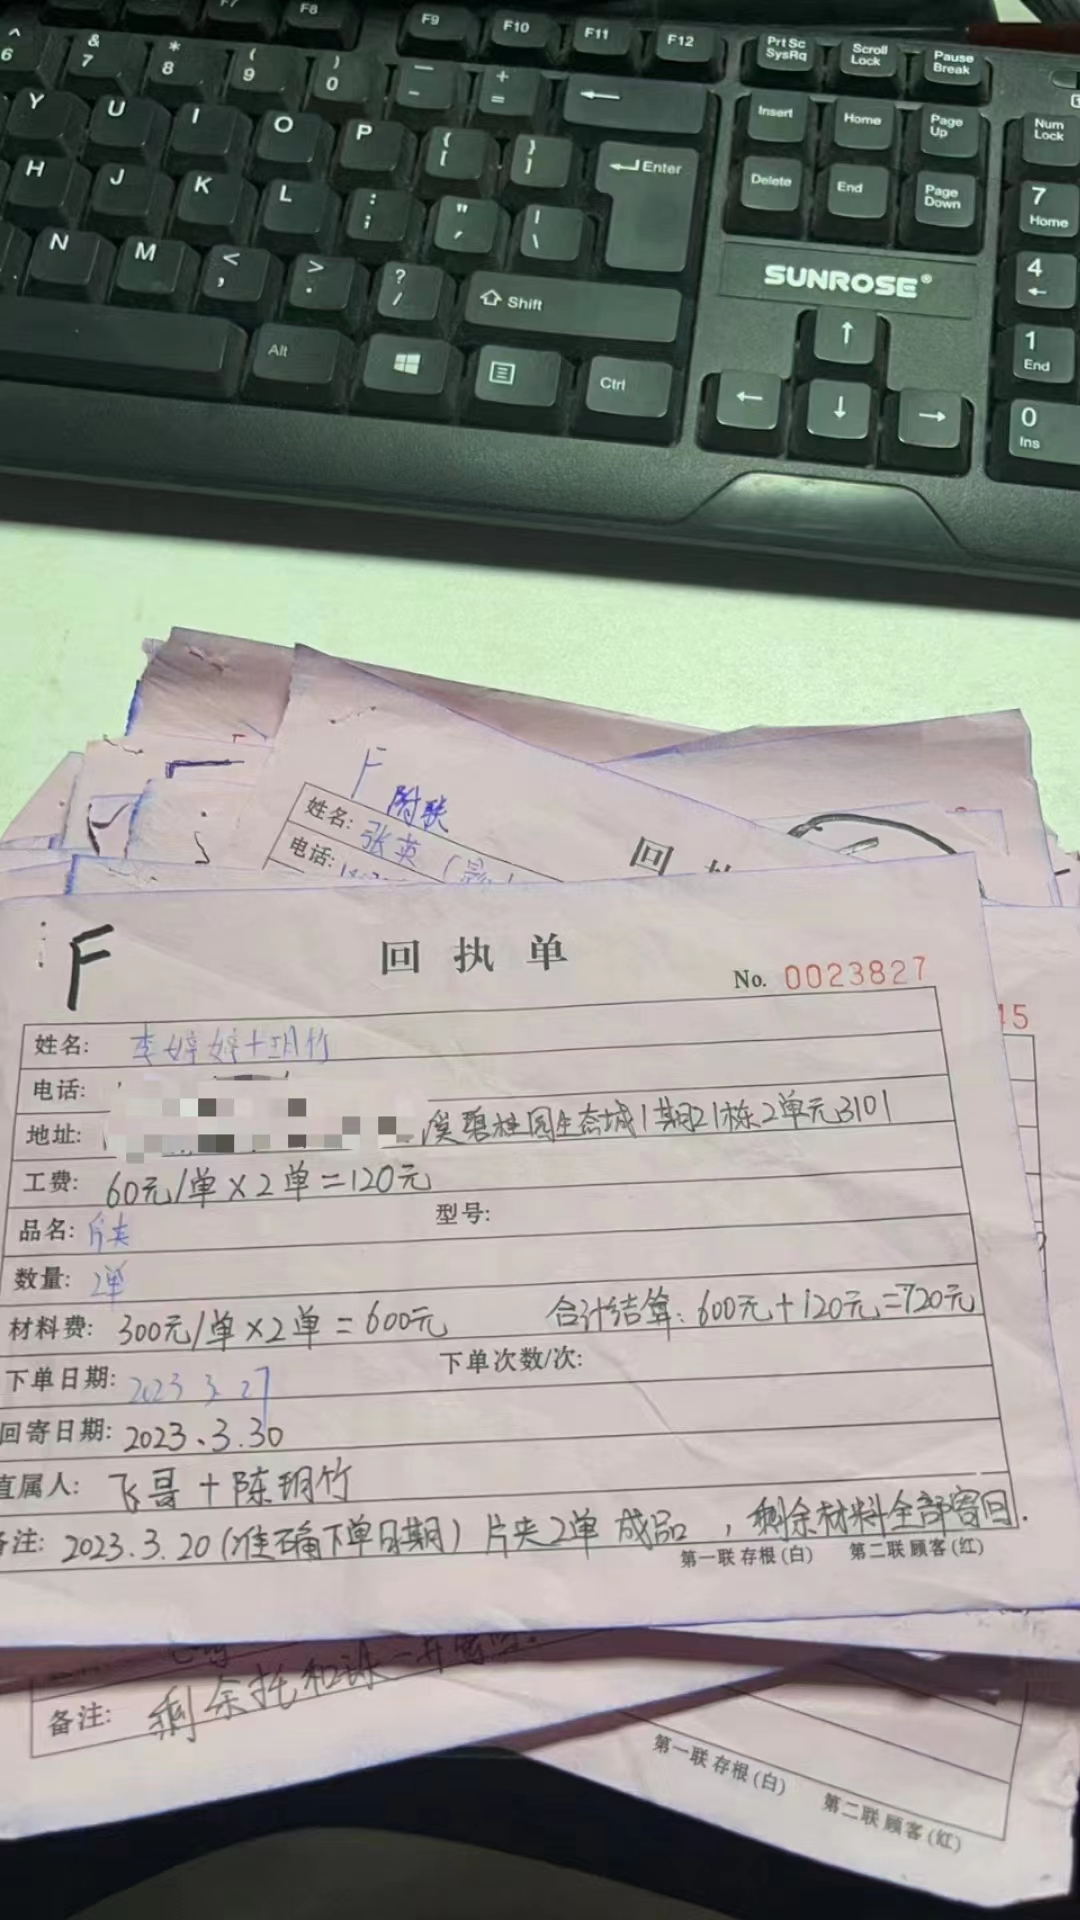 F7 F8 F9 F10 F11 F12 Prt Sc SysRq Scroll Lock Pause Break
^ 6 & 7 * 8 ( 9 ) 0 — - + = ← Insert Home Page Up Num Lock
Y U I O P { [ } ] Enter Delete End Page Down 7 Home
H J K L : ; " ' | \ 4 ←
N M < , > . ? / Shift 1 End
Alt Ctrl 0 Ins
SUNROSE®
↑
← ↓ →
F
附联
姓名: 张英
电话:
回
F
回执单
No. 0023827
45
姓名: 李婷婷+玥竹
电话:
地址: 溪碧桂园生态城1期21栋2单元3101
工费: 60元/单×2单=120元
品名: 片夹 型号:
数量: 2单
材料费: 300元/单×2单=600元 合计结算:600元+120元=720元
下单日期: 2023 3 27 下单次数/次:
回寄日期: 2023.3.30
直属人: 飞哥+陈玥竹
备注: 2023.3.20(准确下单日期)片夹2单 成品,剩余材料全部寄回.
第一联 存根(白) 第二联 顾客(红)
备注: 剩余托和珠一并寄回.
第一联 存根(白) 第二联 顾客(红)